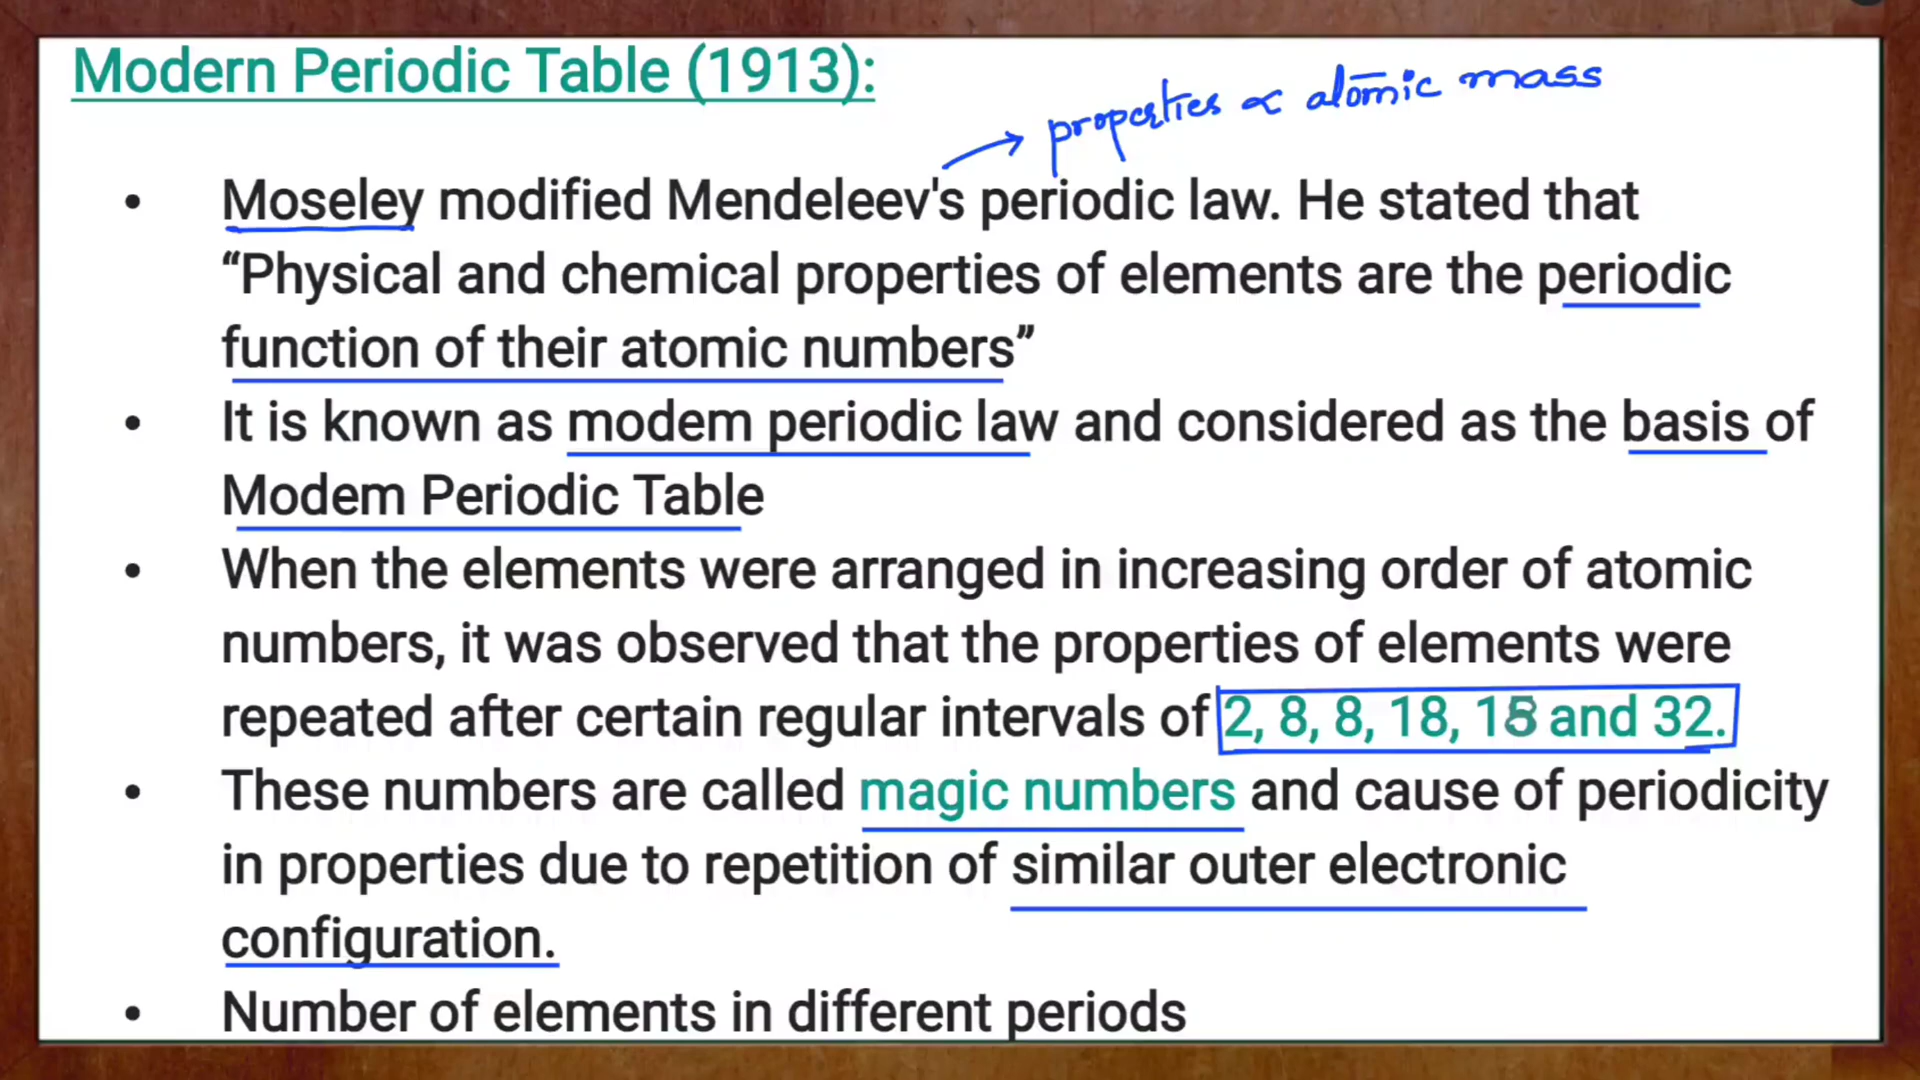 Modern Periodic Table (1913):
properties ∝ atomic mass
• Moseley modified Mendeleev's periodic law. He stated that
“Physical and chemical properties of elements are the periodic
function of their atomic numbers”
• It is known as modem periodic law and considered as the basis of
Modem Periodic Table
• When the elements were arranged in increasing order of atomic
numbers, it was observed that the properties of elements were
repeated after certain regular intervals of 2, 8, 8, 18, 18 and 32.
• These numbers are called magic numbers and cause of periodicity
in properties due to repetition of similar outer electronic
configuration.
• Number of elements in different periods